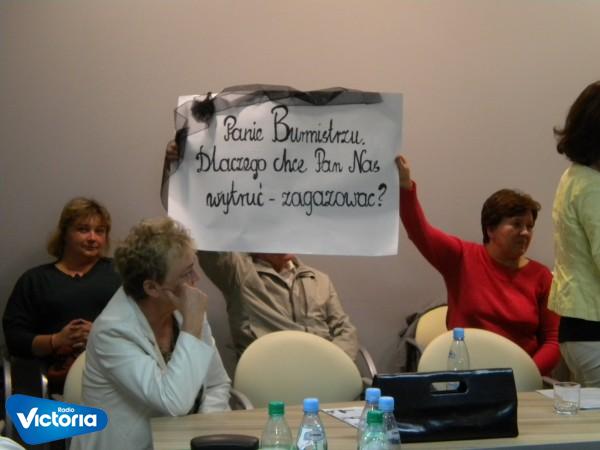 Panie Burmistrzu.
Dlaczego chce Pan Nas
wytruć - zagazować?
Radio
Victoria